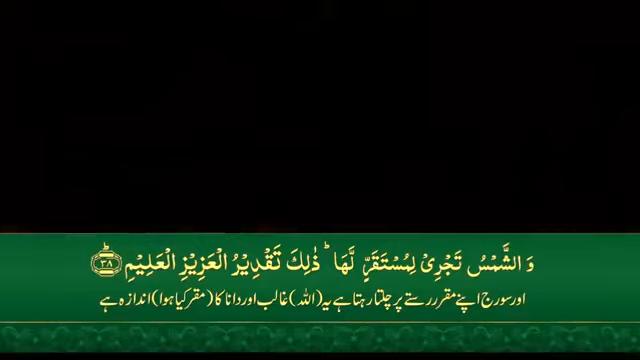 وَ الشَّمْسُ تَجْرِیْ لِمُسْتَقَرٍّ لَّهَا ؕ ذٰلِكَ تَقْدِیْرُ الْعَزِیْزِ الْعَلِیْمِ ۳۸
اور سورج اپنے مقرر رستے پر چلتا رہتا ہے یہ (اللہ) غالب اور دانا کا (مقرر کیا ہوا) اندازہ ہے